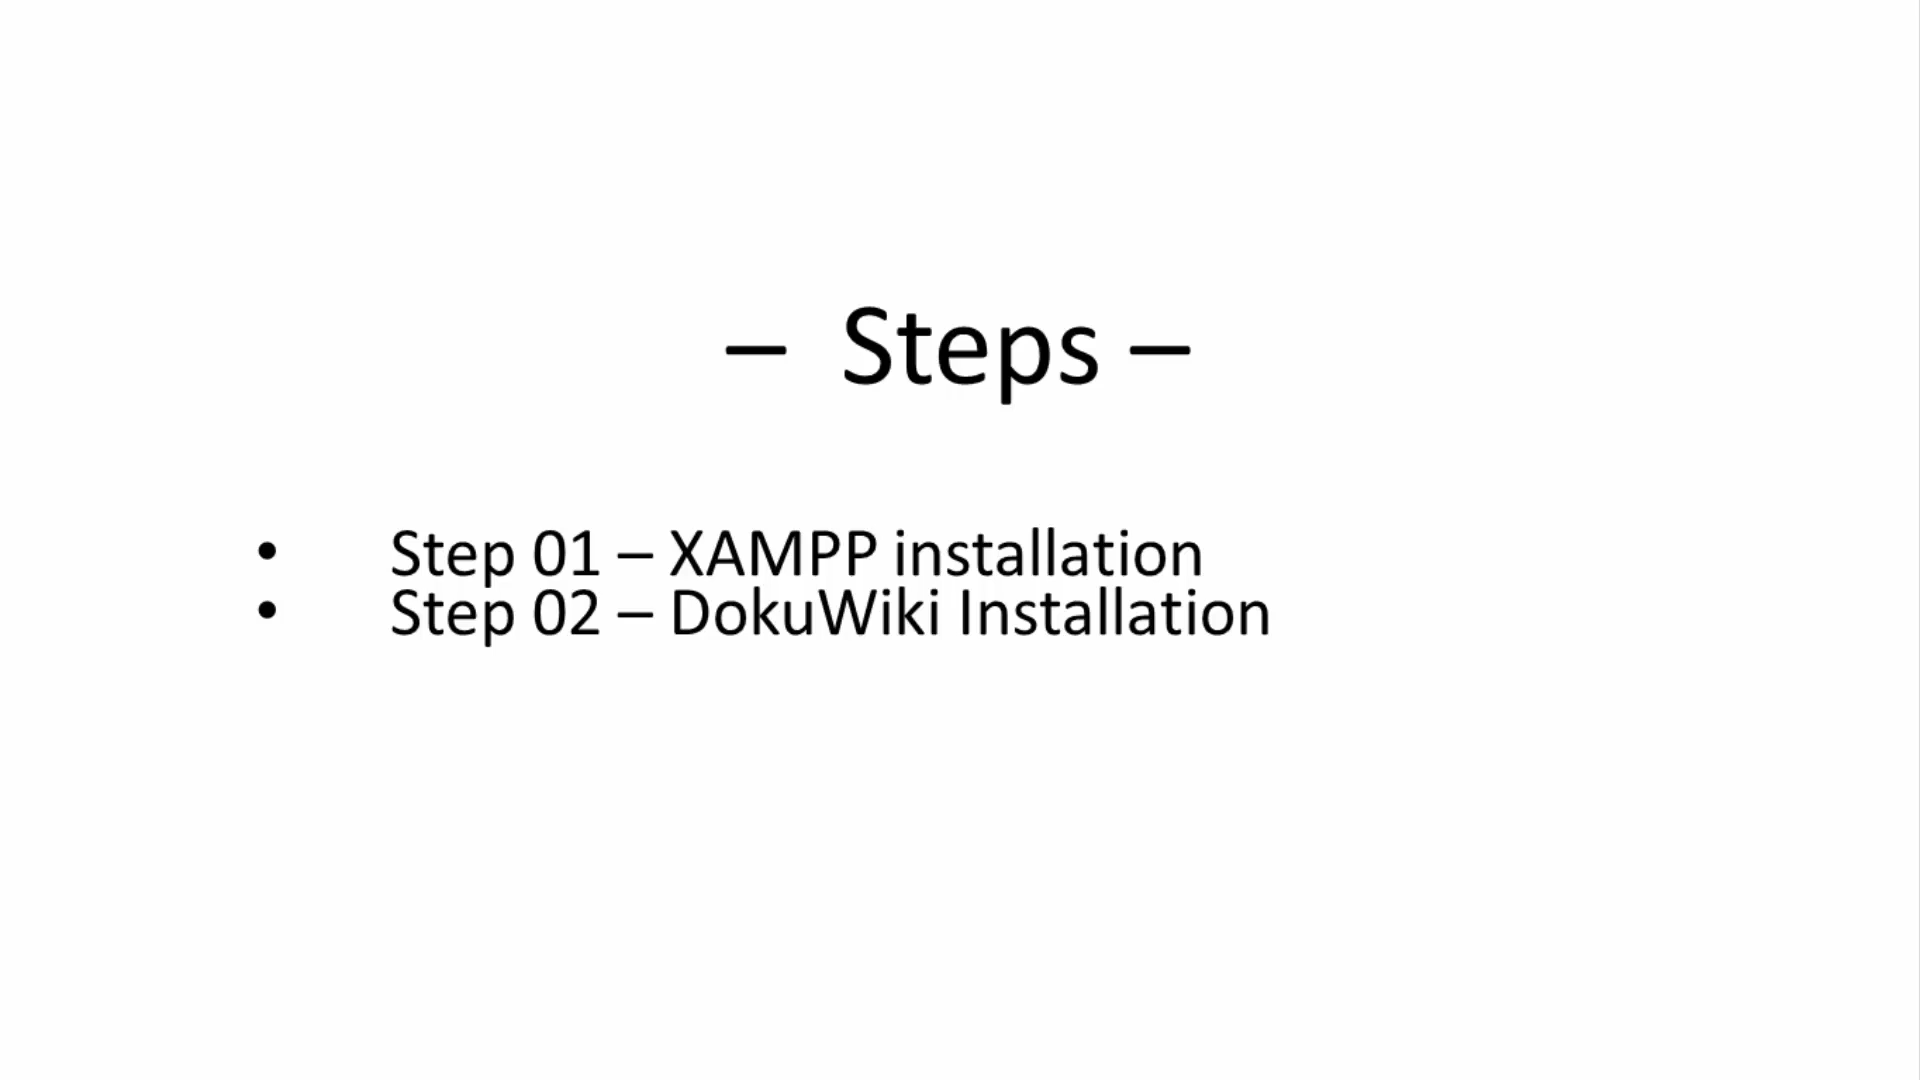 – Steps –
• Step 01 – XAMPP installation
• Step 02 – DokuWiki Installation